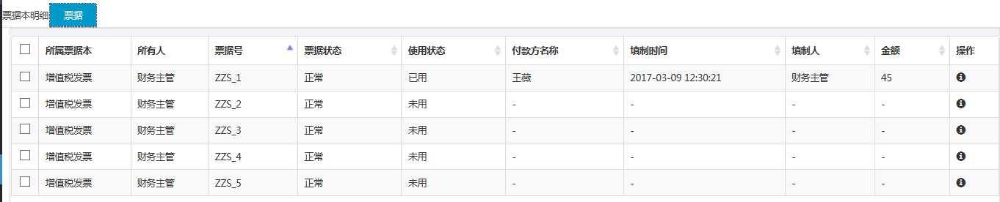 票据本明细 票据
所属票据本 所有人 票据号 票据状态 使用状态 付款方名称 填制时间 填制人 金额 操作
增值税发票 财务主管 ZZS_1 正常 已用 王薇 2017-03-09 12:30:21 财务主管 45
增值税发票 财务主管 ZZS_2 正常 未用 - - - -
增值税发票 财务主管 ZZS_3 正常 未用 - - - -
增值税发票 财务主管 ZZS_4 正常 未用 - - - -
增值税发票 财务主管 ZZS_5 正常 未用 - - - -